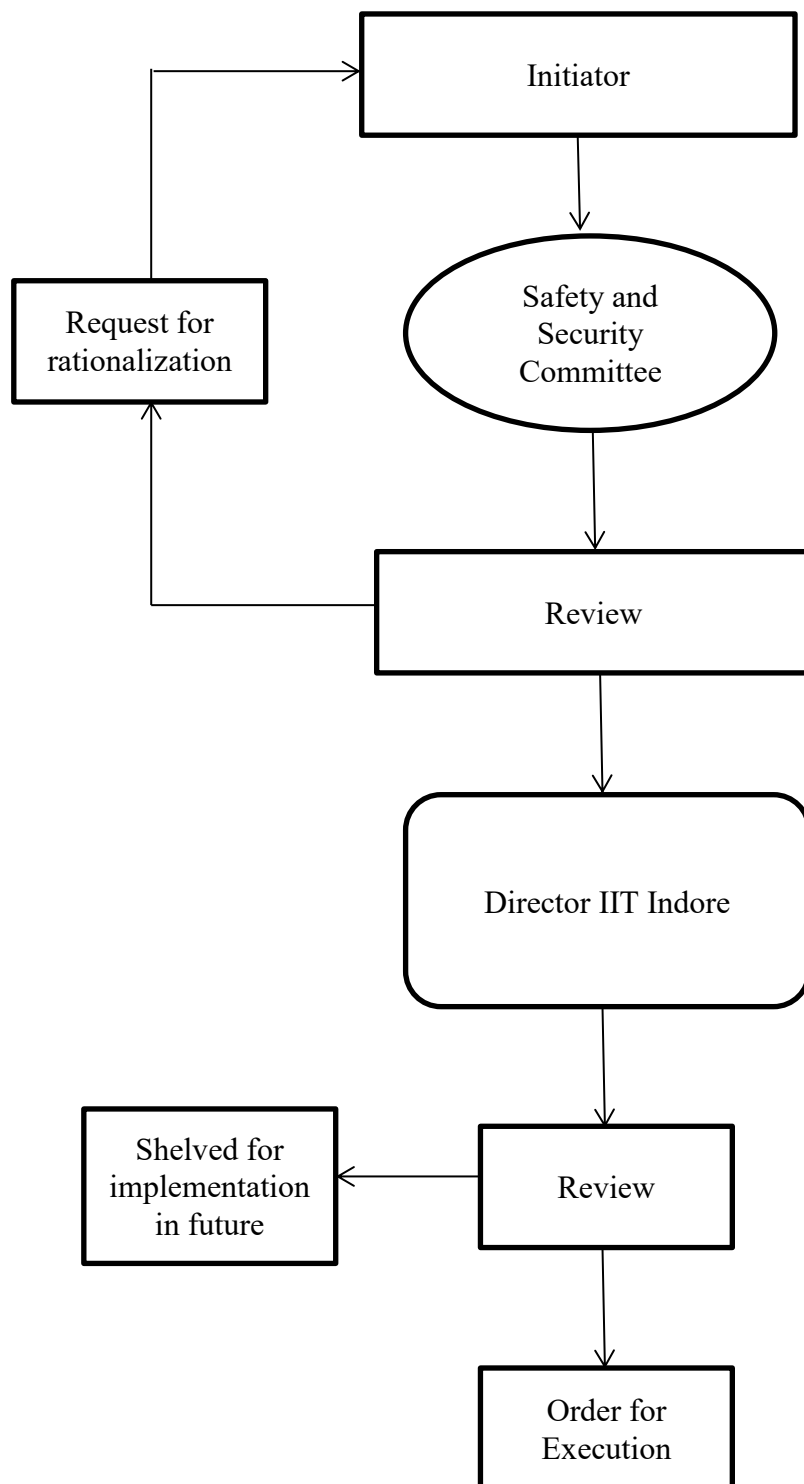 Initiator
Safety and
Security
Committee
Request for
rationalization
Review
Director IIT Indore
Shelved for
implementation
in future
Review
Order for
Execution